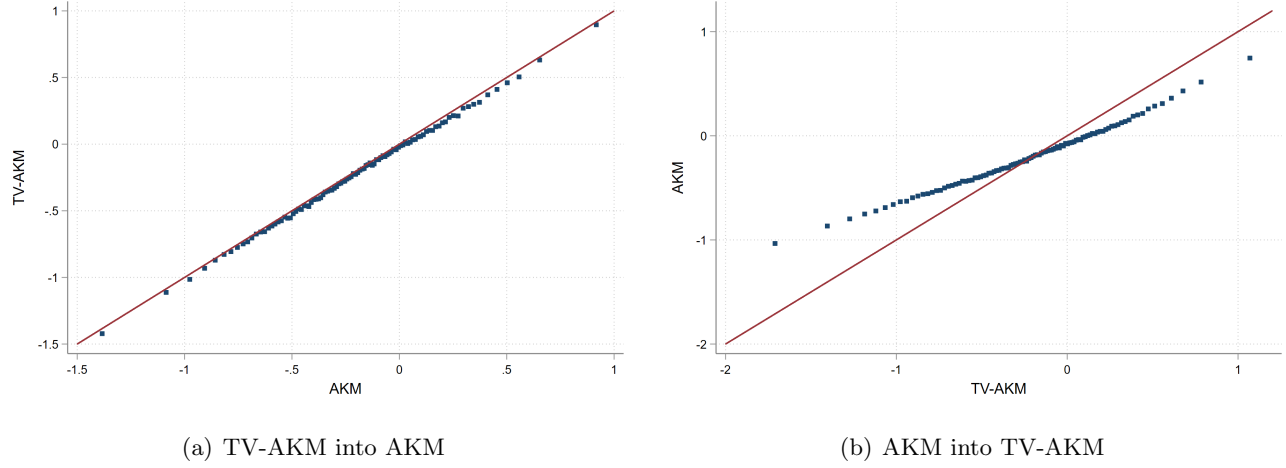 1
.5
0
-.5
-1
-1.5
TV-AKM
-1.5 -1 -.5 0 .5 1
AKM
(a) TV-AKM into AKM
1
0
-1
-2
AKM
-2 -1 0 1
TV-AKM
(b) AKM into TV-AKM